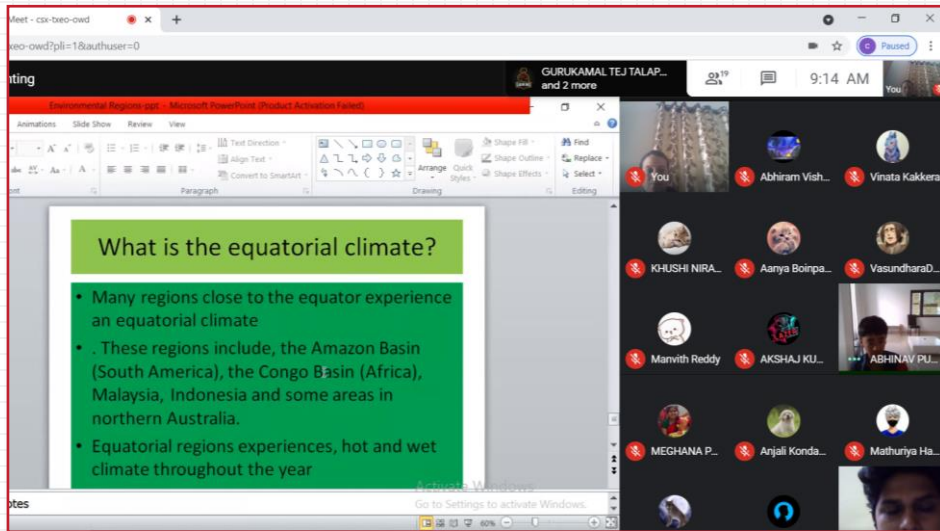 Meet - csx-txeo-owd
xeo-owd?pli=1&authuser=0
Paused
nting
GURUKAMAL TEJ TALAP...
and 2 more
19
9:14 AM
You
Environmental Regions-ppt - Microsoft PowerPoint (Product Activation Failed)
Animations Slide Show Review View
Text Direction
Align Text
Convert to SmartArt
Paragraph
Arrange
Quick
Styles
Shape Fill
Shape Outline
Shape Effects
Drawing
Find
Replace
Select
Editing
What is the equatorial climate?
• Many regions close to the equator experience
an equatorial climate
• . These regions include, the Amazon Basin
(South America), the Congo Basin (Africa),
Malaysia, Indonesia and some areas in
northern Australia.
• Equatorial regions experiences, hot and wet
climate throughout the year
Activate Windows
Go to Settings to activate Windows.
otes
60%
You
Abhiram Vish...
Vinata Kakkera
KHUSHI NIRA...
Aanya Boinpa...
VasundharaD...
Manvith Reddy
AKSHAJ KU...
ABHINAV PU...
MEGHANA P...
Anjali Konda...
Mathuriya Ha...